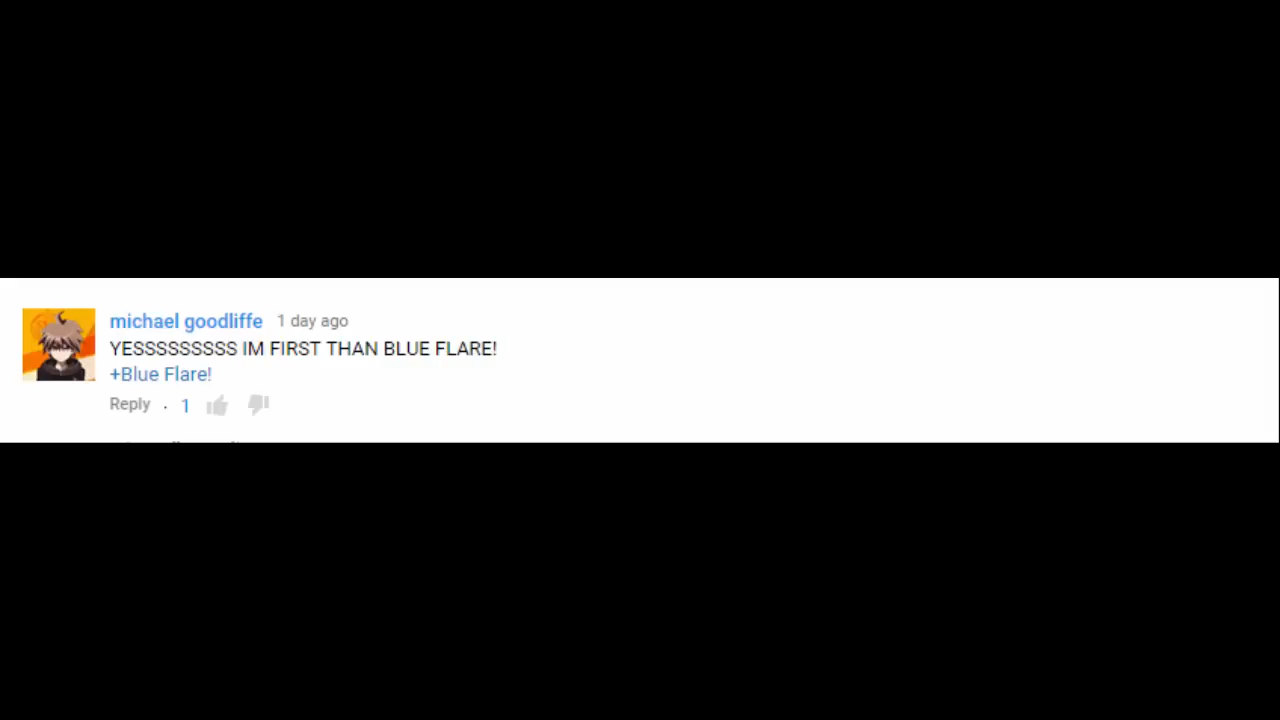 michael goodliffe 1 day ago
YESSSSSSSSS IM FIRST THAN BLUE FLARE!
+Blue Flare!
Reply · 1